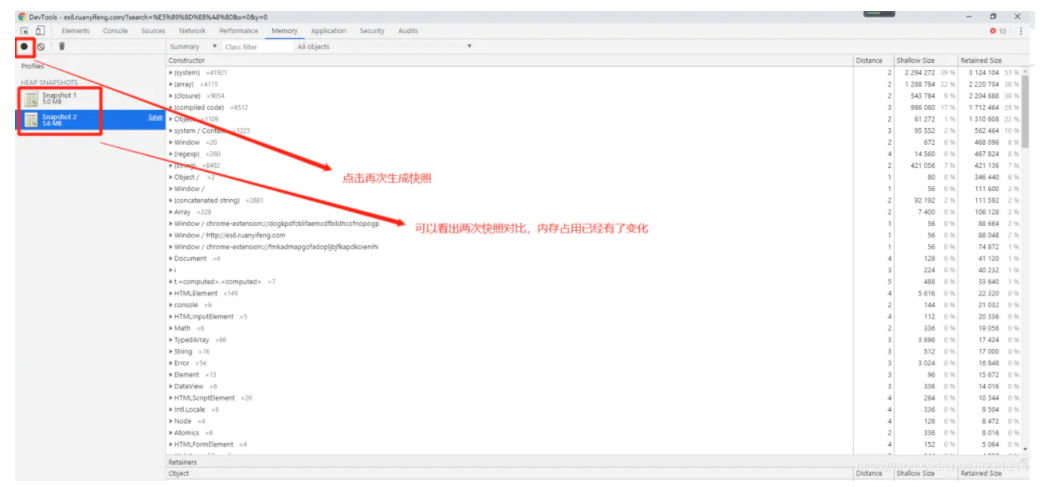 DevTools - es6.ruanyifeng.com/?search=%E5%89%8D%E8%A8%80&x=0&y=0
Elements Console Sources Network Performance Memory Application Security Audits 10
Summary Class filter All objects
Constructor Distance Shallow Size Retained Size
Profiles
HEAP SNAPSHOTS
Snapshot 1
5.0 MB
Snapshot 2 Save
5.6 MB
(system) ×41921 2 2 294 272 39 % 3 124 104 53 %
(array) ×4115 2 1 288 784 22 % 2 220 704 38 %
(closure) ×9054 2 543 784 9 % 2 204 688 38 %
(compiled code) ×6512 3 986 080 17 % 1 712 464 29 %
Object ×1109 2 61 272 1 % 1 310 608 22 %
system / Context ×1225 3 95 552 2 % 562 464 10 %
Window ×20 2 672 0 % 468 096 8 %
(regexp) ×260 4 14 560 0 % 467 824 8 %
(string) ×8492 2 421 056 7 % 421 136 7 %
Object / ×2 1 80 0 % 346 440 6 %
Window / 1 56 0 % 111 600 2 %
(concatenated string) ×2881 2 92 192 2 % 111 592 2 %
Array ×229 2 7 400 0 % 106 128 2 %
Window / chrome-extension://dogkpdfcklifaemcdfbildhcofnopogp 1 56 0 % 88 664 2 %
Window / http://es6.ruanyifeng.com 1 56 0 % 88 048 2 %
Window / chrome-extension://fmkadmapgofadopljbjfkapdkoienihi 1 56 0 % 74 872 1 %
Document ×4 4 128 0 % 41 120 1 %
i 3 224 0 % 40 232 1 %
t.<computed>.<computed> ×7 5 488 0 % 33 640 1 %
HTMLElement ×149 4 5 616 0 % 22 320 0 %
console ×6 2 144 0 % 21 032 0 %
HTMLInputElement ×5 4 112 0 % 20 336 0 %
Math ×6 2 336 0 % 19 056 0 %
TypedArray ×66 3 3 696 0 % 17 424 0 %
String ×16 3 512 0 % 17 000 0 %
Error ×54 3 3 024 0 % 16 848 0 %
Element ×13 3 96 0 % 15 672 0 %
DataView ×6 3 336 0 % 14 016 0 %
HTMLScriptElement ×26 4 264 0 % 10 344 0 %
Intl.Locale ×6 4 336 0 % 9 504 0 %
Node ×4 4 128 0 % 8 472 0 %
Atomics ×6 2 336 0 % 8 016 0 %
HTMLFormElement ×4 4 152 0 % 5 064 0 %
点击再次生成快照
可以看出两次快照对比，内存占用已经有了变化
Retainers
Object Distance Shallow Size Retained Size